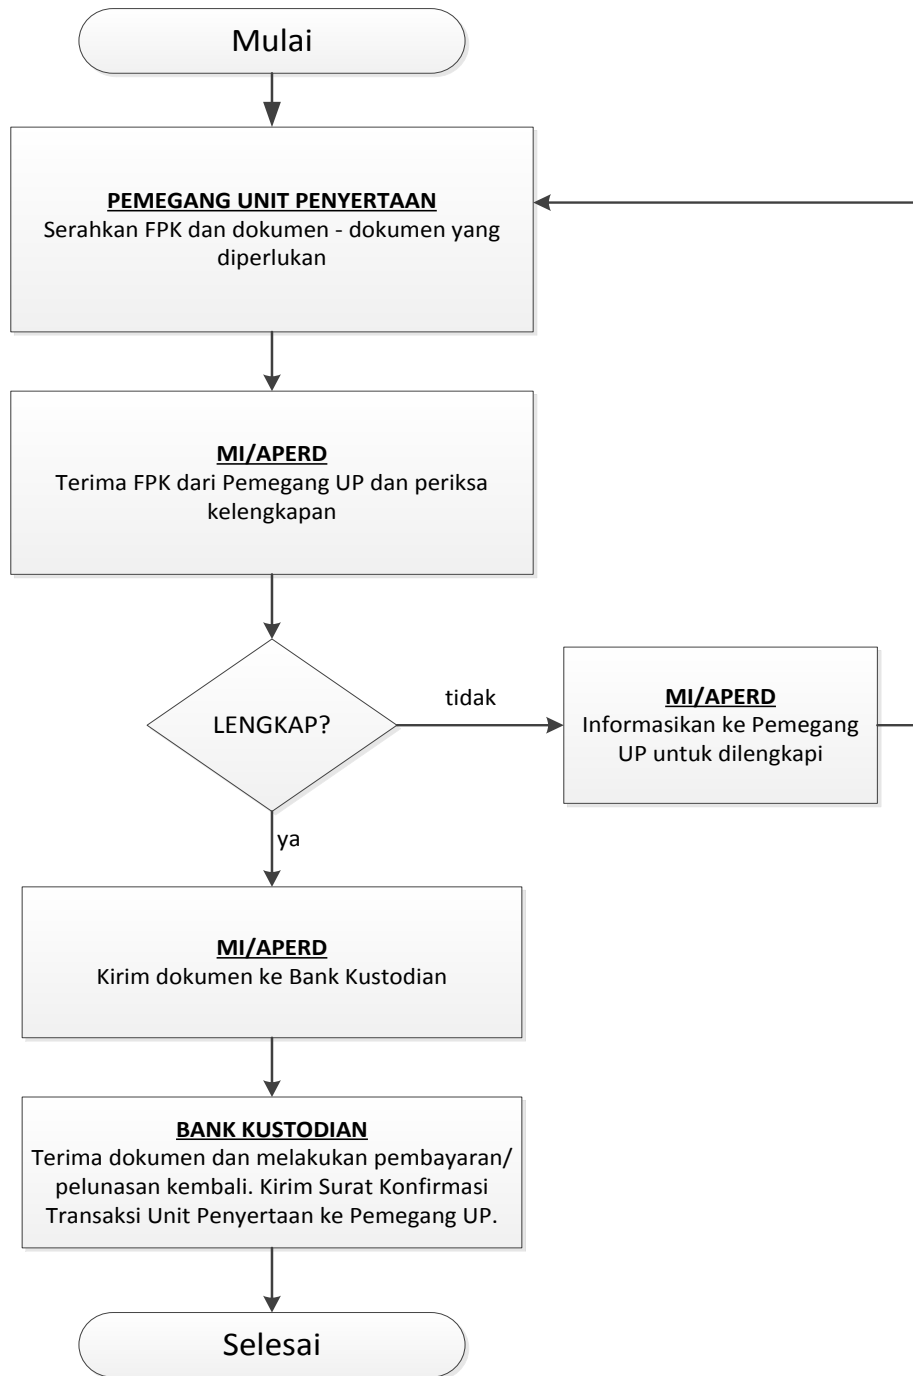 Mulai
PEMEGANG UNIT PENYERTAAN
Serahkan FPK dan dokumen - dokumen yang
diperlukan
MI/APERD
Terima FPK dari Pemegang UP dan periksa
kelengkapan
LENGKAP?
tidak
MI/APERD
Informasikan ke Pemegang
UP untuk dilengkapi
ya
MI/APERD
Kirim dokumen ke Bank Kustodian
BANK KUSTODIAN
Terima dokumen dan melakukan pembayaran/
pelunasan kembali. Kirim Surat Konfirmasi
Transaksi Unit Penyertaan ke Pemegang UP.
Selesai